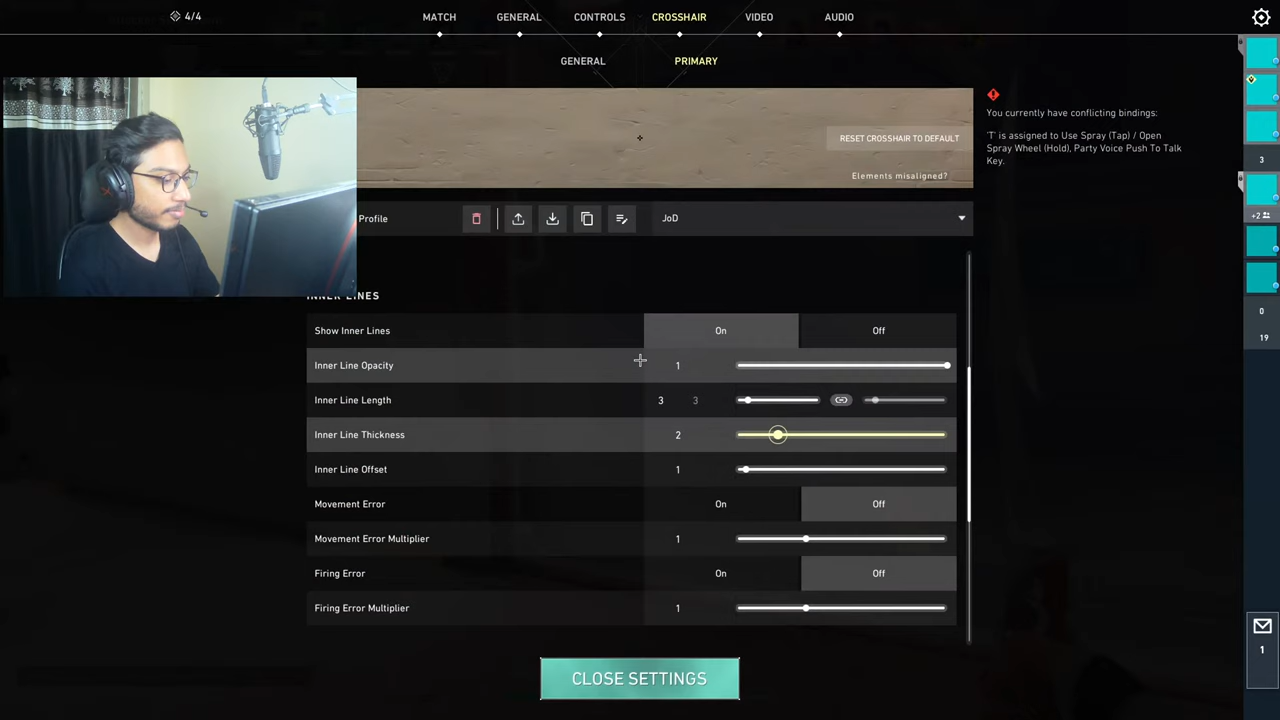 4/4
MATCH GENERAL CONTROLS CROSSHAIR VIDEO AUDIO
GENERAL PRIMARY
You currently have conflicting bindings:
'T' is assigned to Use Spray (Tap) / Open
Spray Wheel (Hold), Party Voice Push To Talk
Key.
RESET CROSSHAIR TO DEFAULT
Elements misaligned?
Profile JoD
INNER LINES
Show Inner Lines On Off
Inner Line Opacity 1
Inner Line Length 3 3
Inner Line Thickness 2
Inner Line Offset 1
Movement Error On Off
Movement Error Multiplier 1
Firing Error On Off
Firing Error Multiplier 1
CLOSE SETTINGS
3
+2
0
19
1